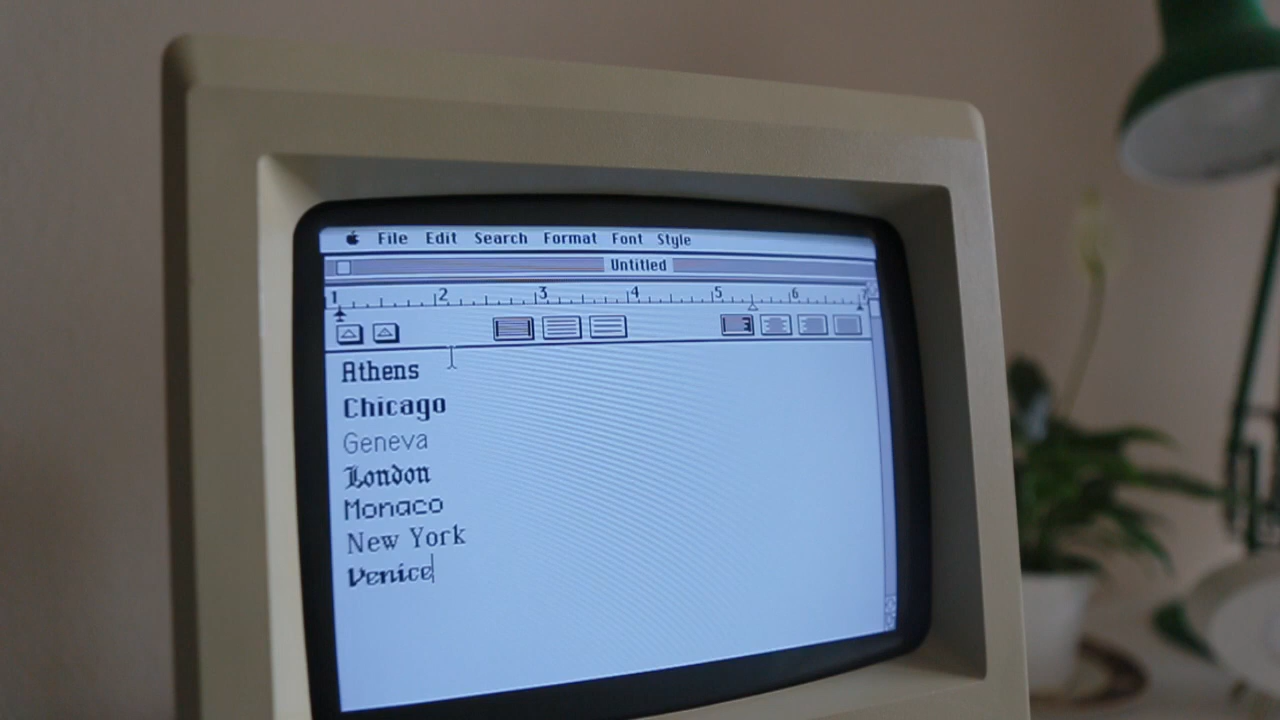 File Edit Search Format Font Style
Untitled
1 2 3 4 5 6 7
Athens
Chicago
Geneva
London
Monaco
New York
Venice